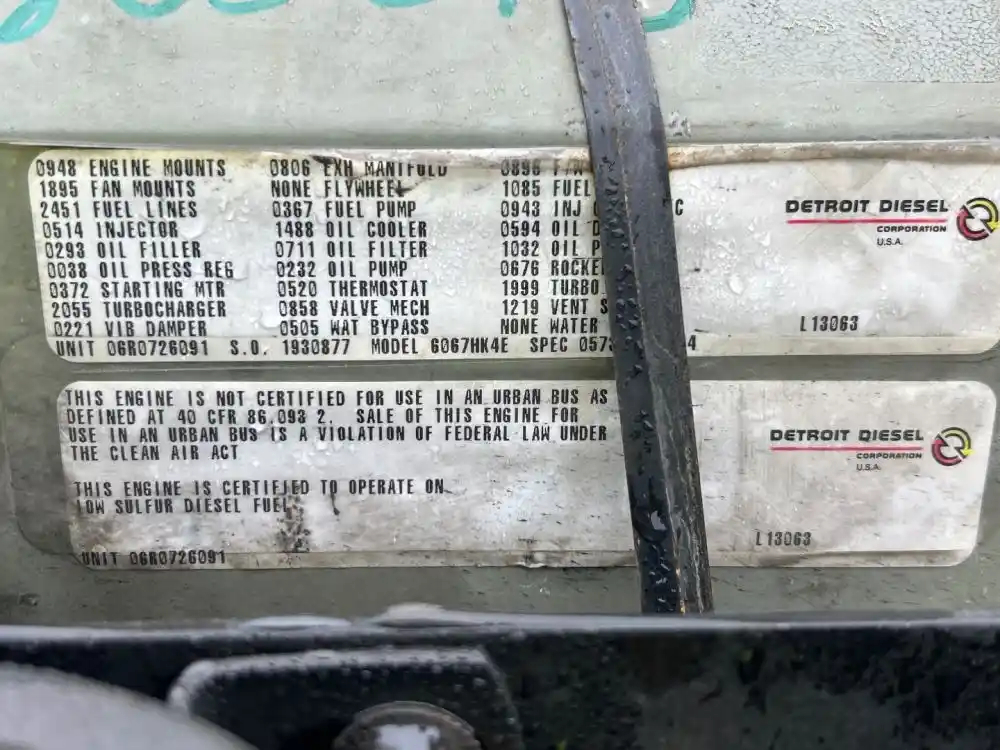 0948 ENGINE MOUNTS 0806 EXH MANIFOLD 0896
1895 FAN MOUNTS NONE FLYWHEEL 1085 FUEL
2451 FUEL LINES 0367 FUEL PUMP 0943 INJ C
0514 INJECTOR 1488 OIL COOLER 0594 OIL
0293 OIL FILLER 0711 OIL FILTER 1032 OIL
0038 OIL PRESS REG 0232 OIL PUMP 0676
0372 STARTING MTR 0520 THERMOSTAT 1999 TURBO
2055 TURBOCHARGER 0858 VALVE MECH 1219 VENT
0221 VIB DAMPER 0505 WAT BYPASS NONE WATER
UNIT 06R0726091 S.O. 1930877 MODEL 6067HK4E SPEC 4
DETROIT DIESEL
CORPORATION
U.S.A.
L13063
THIS ENGINE IS NOT CERTIFIED FOR USE IN AN URBAN BUS AS
DEFINED AT 40 CFR 86.093 2. SALE OF THIS ENGINE FOR
USE IN AN URBAN BUS IS A VIOLATION OF FEDERAL LAW UNDER
THE CLEAN AIR ACT
THIS ENGINE IS CERTIFIED TO OPERATE ON
LOW SULFUR DIESEL FUEL
UNIT 06R0726091
DETROIT DIESEL
CORPORATION
U.S.A.
L13063